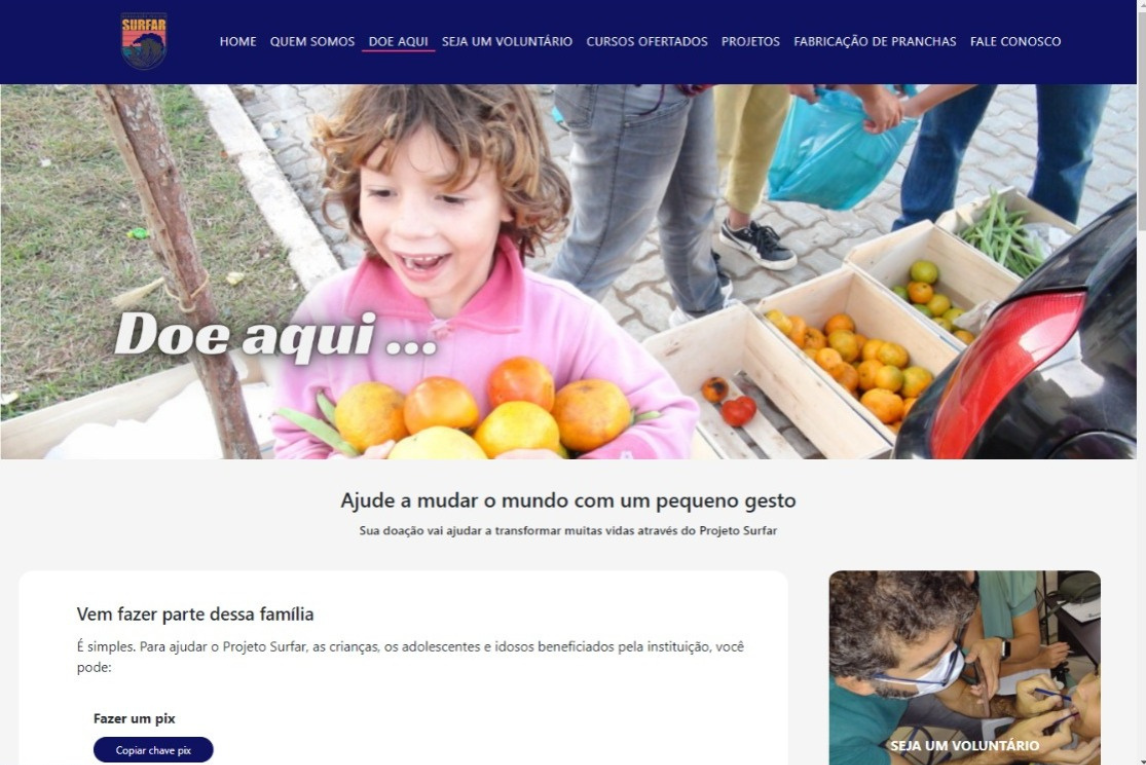 SURFAR
HOME QUEM SOMOS DOE AQUI SEJA UM VOLUNTÁRIO CURSOS OFERTADOS PROJETOS FABRICAÇÃO DE PRANCHAS FALE CONOSCO
Doe aqui ...
Ajude a mudar o mundo com um pequeno gesto
Sua doação vai ajudar a transformar muitas vidas através do Projeto Surfar
Vem fazer parte dessa família
É simples. Para ajudar o Projeto Surfar, as crianças, os adolescentes e idosos beneficiados pela instituição, você
pode:
Fazer um pix
Copiar chave pix
SEJA UM VOLUNTÁRIO